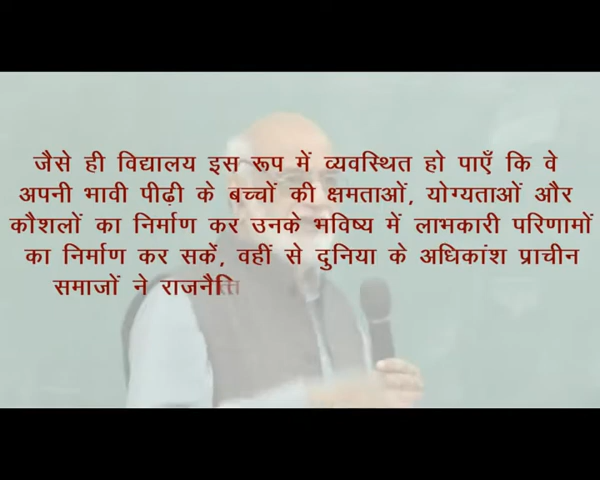 जैसे ही विद्यालय इस रूप में व्यवस्थित हो पाएँ कि वे
अपनी भावी पीढ़ी के बच्चों की क्षमताओं, योग्यताओं और
कौशलों का निर्माण कर उनके भविष्य में लाभकारी परिणामों
का निर्माण कर सकें, वहीं से दुनिया के अधिकांश प्राचीन
समाजों ने राजनैति